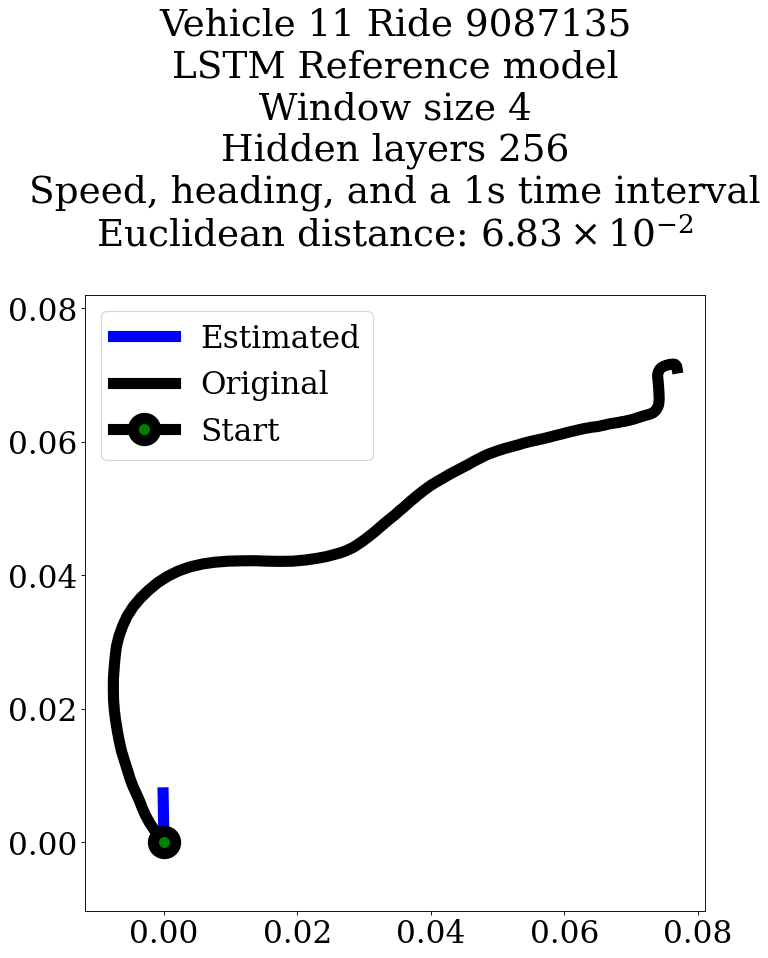 Vehicle 11 Ride 9087135
LSTM Reference model
Window size 4
Hidden layers 256
Speed, heading, and a 1s time interval
Euclidean distance: 6.83 × 10⁻²
Estimated
Original
Start
0.08
0.06
0.04
0.02
0.00
0.00 0.02 0.04 0.06 0.08